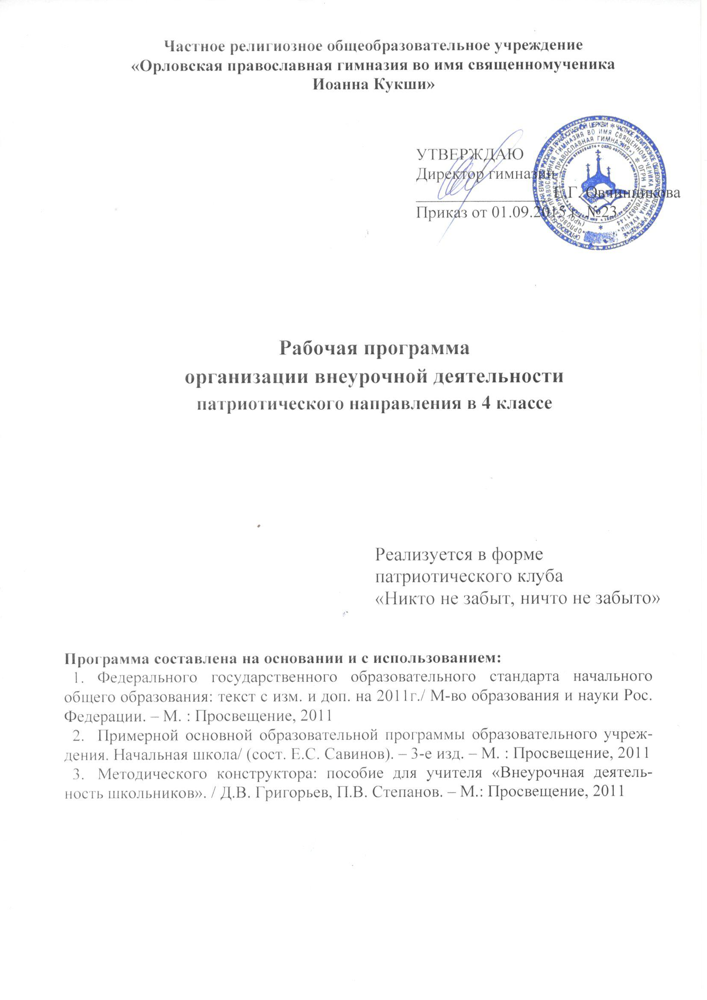 Частное религиозное общеобразовательное учреждение
«Орловская православная гимназия во имя священномученика
Иоанна Кукши»
УТВЕРЖДАЮ
Директор гимназии
Е.Г. Овчинникова
Приказ от 01.09.2015 г. №23
Рабочая программа
организации внеурочной деятельности
патриотического направления в 4 классе
Реализуется в форме
патриотического клуба
«Никто не забыт, ничто не забыто»
Программа составлена на основании и с использованием:
1. Федерального государственного образовательного стандарта начального
общего образования: текст с изм. и доп. на 2011г./ М-во образования и науки Рос.
Федерации. – М. : Просвещение, 2011
2. Примерной основной образовательной программы образовательного учреж-
дения. Начальная школа/ (сост. Е.С. Савинов). – 3-е изд. – М. : Просвещение, 2011
3. Методического конструктора: пособие для учителя «Внеурочная деятель-
ность школьников». / Д.В. Григорьев, П.В. Степанов. – М.: Просвещение, 2011